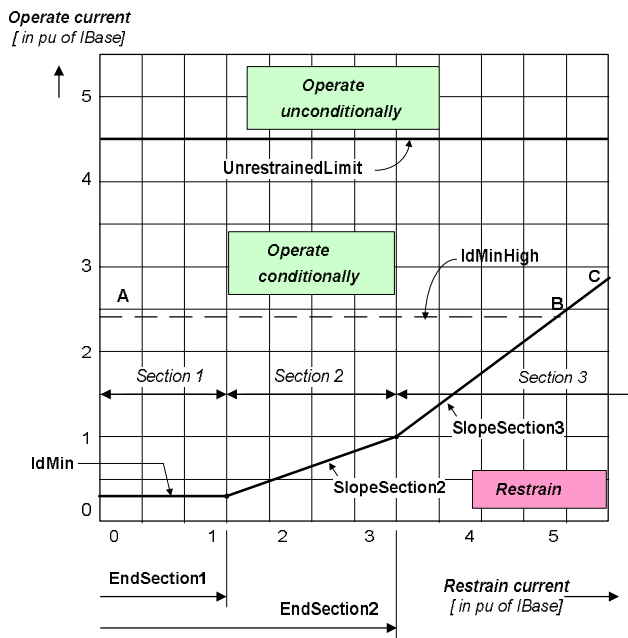 Operate current
[ in pu of IBase]
Operate
unconditionally
5
UnrestrainedLimit
4
Operate
conditionally
IdMinHigh
3
C
A
B
2
Section 1
Section 2
Section 3
1
SlopeSection3
IdMin
SlopeSection2
Restrain
0
0 1 2 3 4 5
EndSection1
Restrain current
[ in pu of IBase]
EndSection2